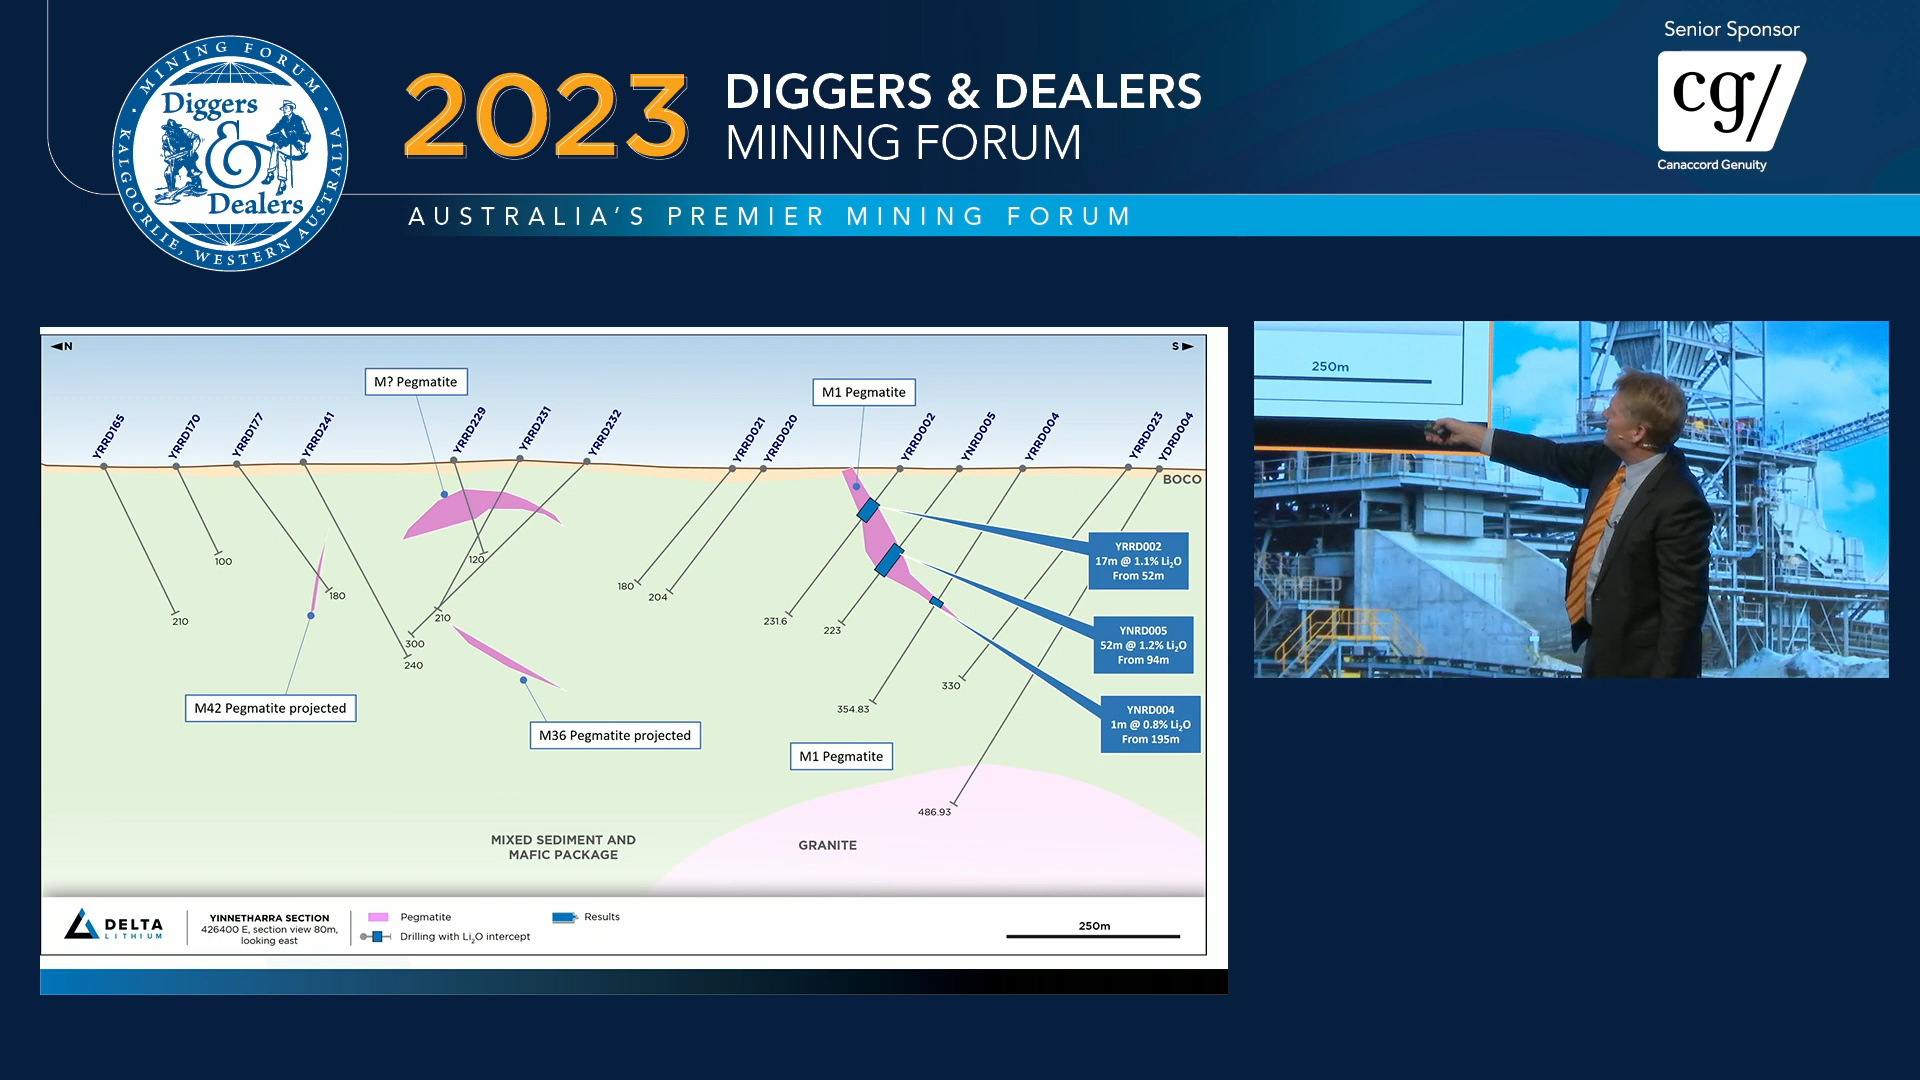 MINING FORUM
Diggers
&
Dealers
KALGOORLIE, WESTERN AUSTRALIA
2023
DIGGERS & DEALERS
MINING FORUM
AUSTRALIA'S PREMIER MINING FORUM
Senior Sponsor
cg/
Canaccord Genuity
N
S
M? Pegmatite
M1 Pegmatite
YRRD165
YRRD170
YRRD177
YRRD241
YRRD229
YRRD231
YRRD232
YRRD021
YRRD020
YRRD002
YNRD005
YRRD004
YRRD023
YDRD004
BOCO
100
180
210
120
210
300
240
180
204
231.6
223
354.83
330
486.93
YRRD002
17m @ 1.1% Li₂O
From 52m
YNRD005
52m @ 1.2% Li₂O
From 94m
YNRD004
1m @ 0.8% Li₂O
From 195m
M42 Pegmatite projected
M36 Pegmatite projected
M1 Pegmatite
MIXED SEDIMENT AND
MAFIC PACKAGE
GRANITE
DELTA
LITHIUM
YINNETHARRA SECTION
426400 E, section view 80m,
looking east
Pegmatite
Drilling with Li₂O intercept
Results
250m
250m